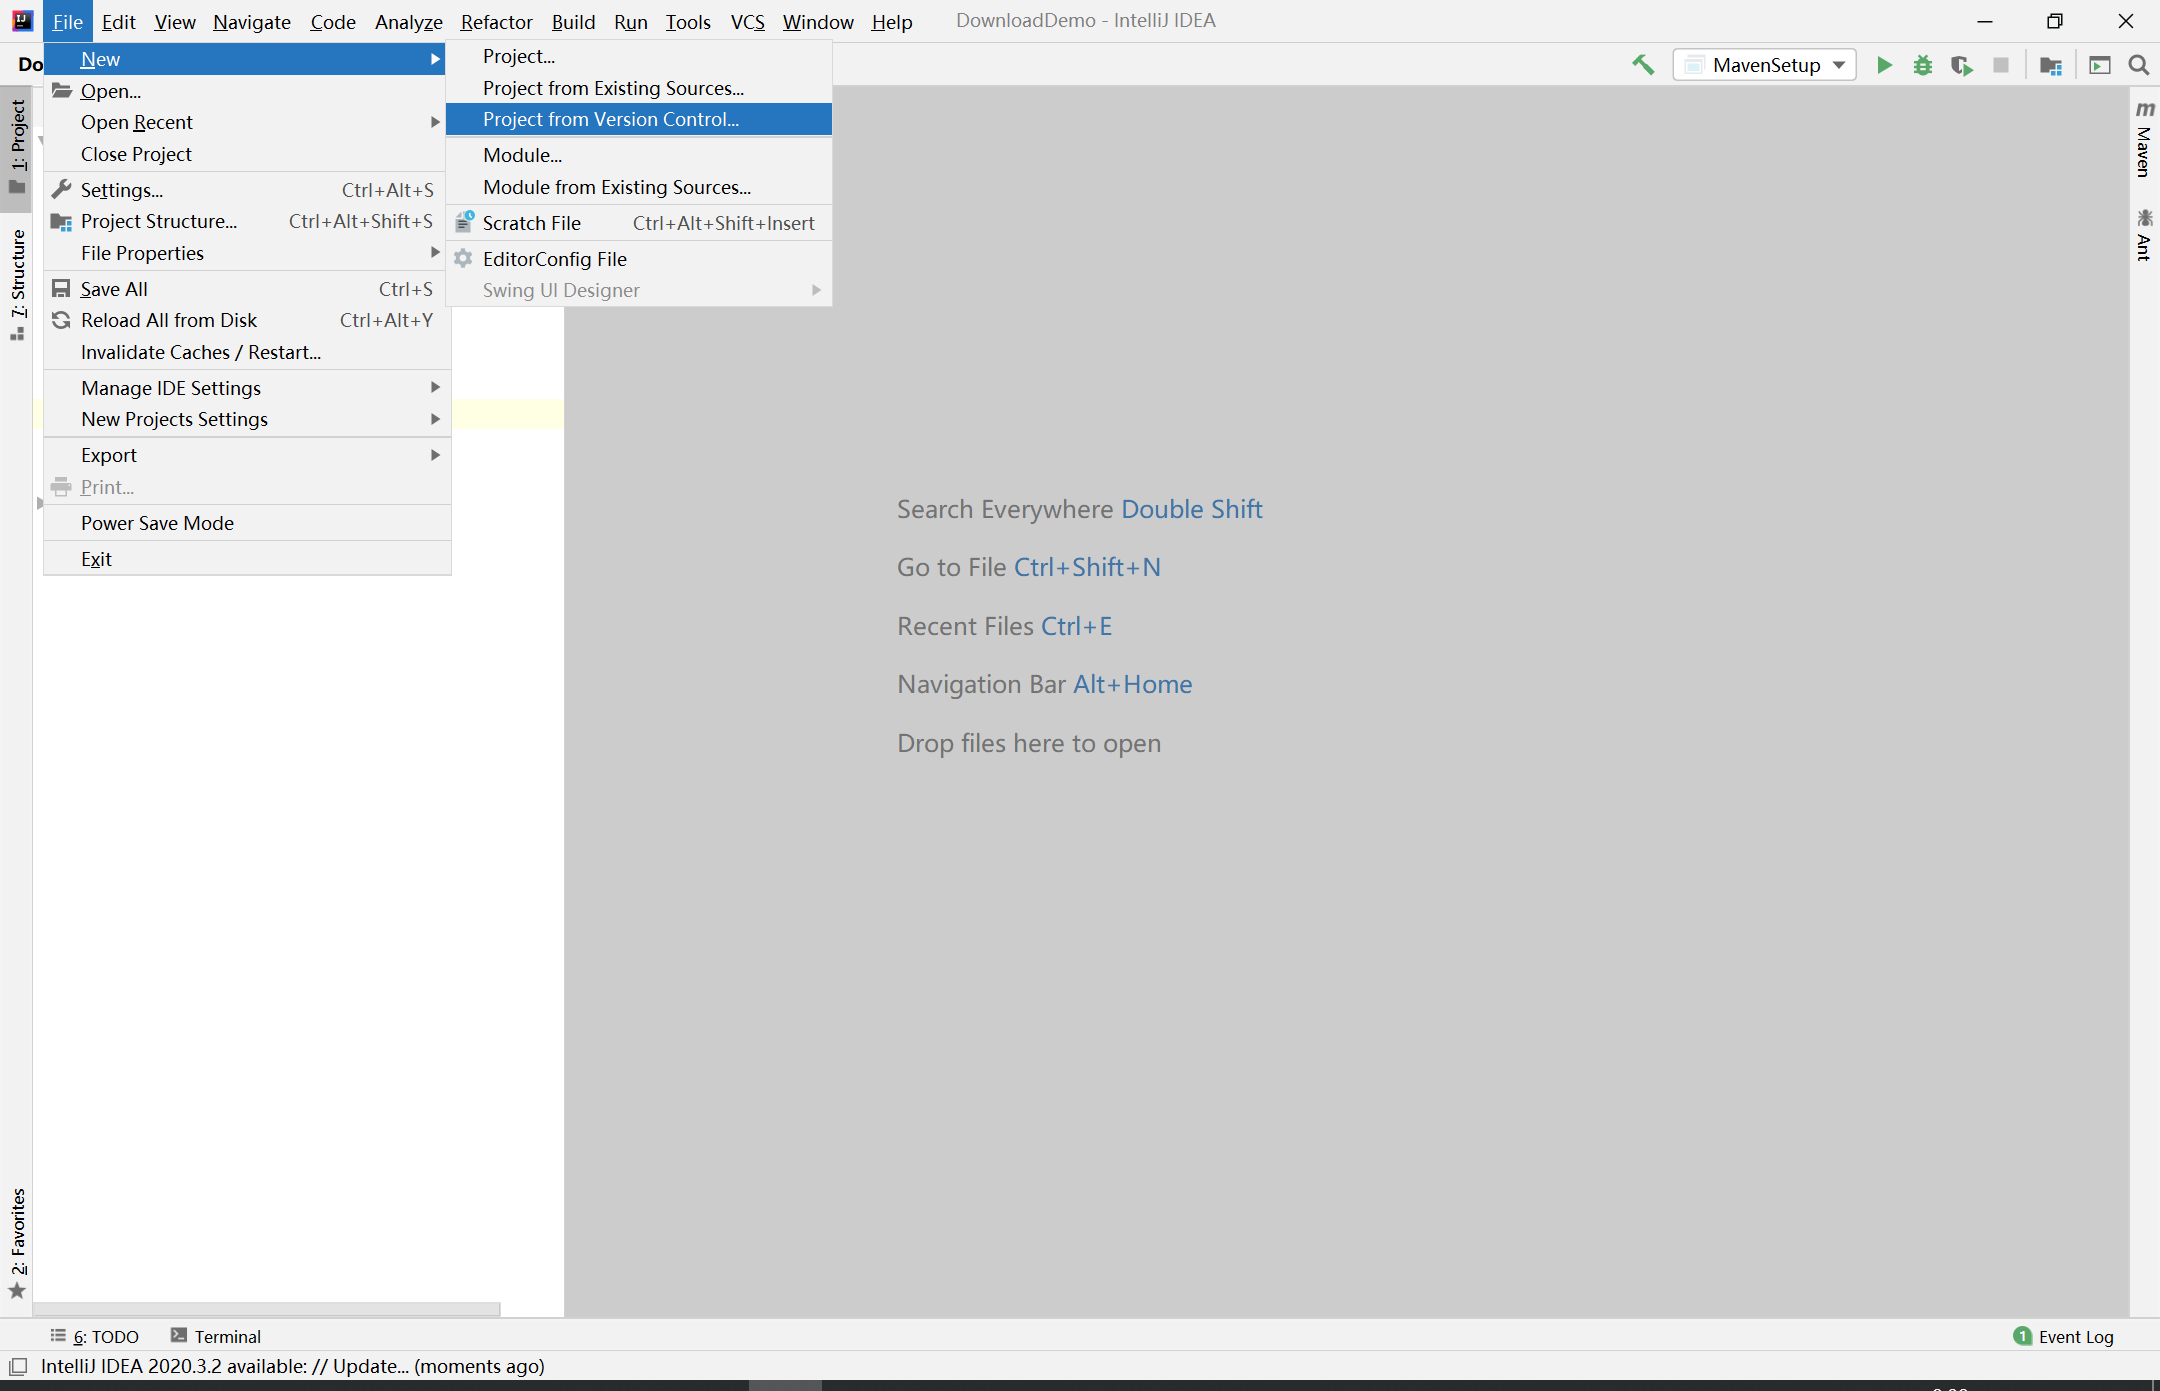 File Edit View Navigate Code Analyze Refactor Build Run Tools VCS Window Help DownloadDemo - IntelliJ IDEA
Do
MavenSetup
New
Open...
Open Recent
Close Project
Settings... Ctrl+Alt+S
Project Structure... Ctrl+Alt+Shift+S
File Properties
Save All Ctrl+S
Reload All from Disk Ctrl+Alt+Y
Invalidate Caches / Restart...
Manage IDE Settings
New Projects Settings
Export
Print...
Power Save Mode
Exit
Project...
Project from Existing Sources...
Project from Version Control...
Module...
Module from Existing Sources...
Scratch File Ctrl+Alt+Shift+Insert
EditorConfig File
Swing UI Designer
1: Project
7: Structure
2: Favorites
Search Everywhere Double Shift
Go to File Ctrl+Shift+N
Recent Files Ctrl+E
Navigation Bar Alt+Home
Drop files here to open
m Maven
Ant
6: TODO Terminal
1 Event Log
IntelliJ IDEA 2020.3.2 available: // Update... (moments ago)